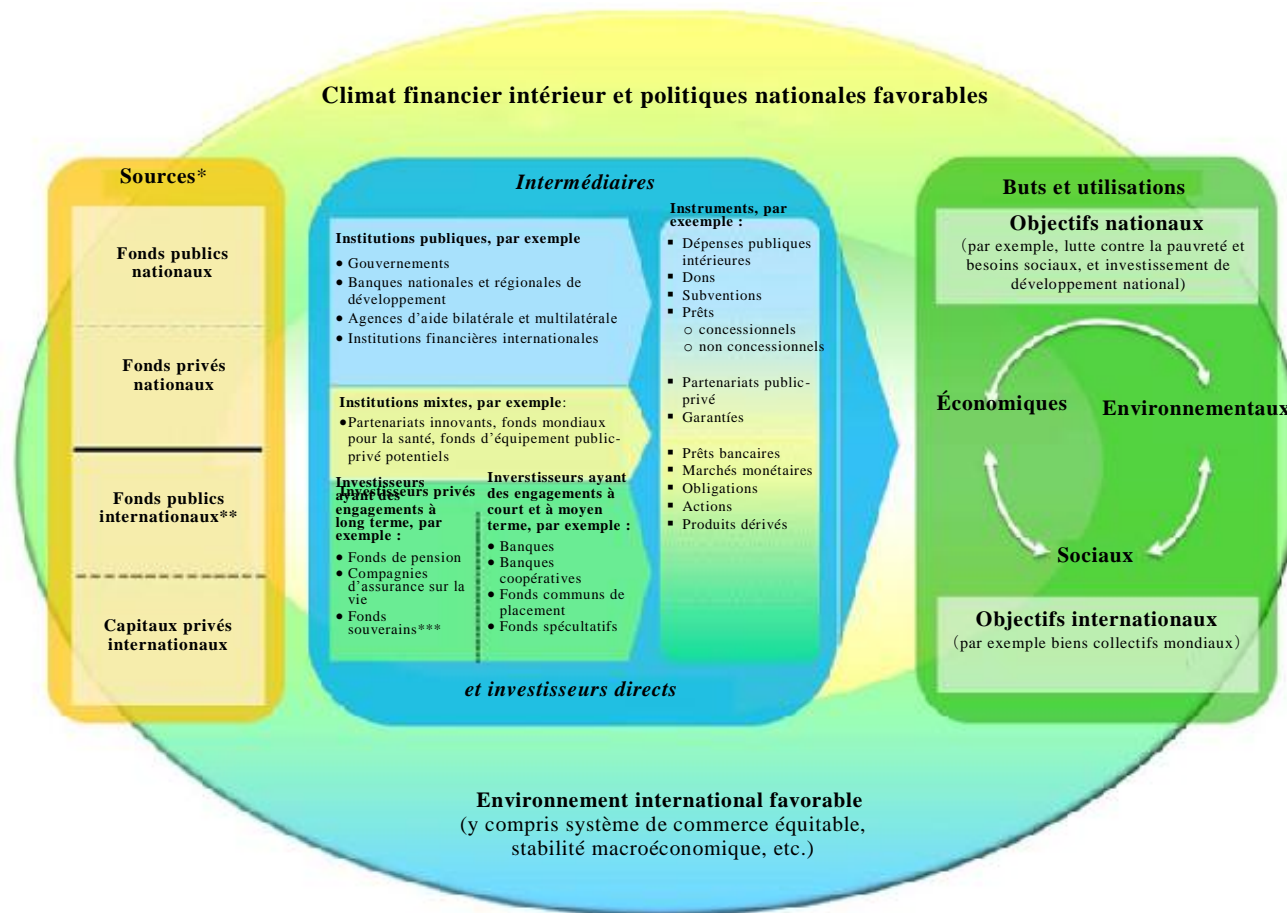 Climat financier intérieur et politiques nationales favorables
Sources*
Fonds publics
nationaux
Fonds privés
nationaux
Fonds publics
internationaux**
Capitaux privés
internationaux
Intermédiaires
Institutions publiques, par exemple
• Gouvernements
• Banques nationales et régionales de
développement
• Agences d'aide bilatérale et multilatérale
• Institutions financières internationales
Institutions mixtes, par exemple:
•Partenariats innovants, fonds mondiaux
pour la santé, fonds d'équipement public-
privé potentiels
Investisseurs privés
Investisseurs
ayant des
engagements à
long terme, par
exemple :
• Fonds de pension
• Compagnies
d'assurance sur la
vie
• Fonds
souverains***
Inverstisseurs ayant
des engagements à
court et à moyen
terme, par exemple :
• Banques
• Banques
coopératives
• Fonds communs de
placement
• Fonds spécultatifs
Instruments, par
exeemple :
▪ Dépenses publiques
intérieures
▪ Dons
▪ Subventions
▪ Prêts
o concessionnels
o non concessionnels
▪ Partenariats public-
privé
▪ Garantíes
▪ Prêts bancaires
▪ Marchés monétaires
▪ Obligations
▪ Actions
▪ Produits dérivés
et investisseurs directs
Buts et utilisations
Objectifs nationaux
(par exemple, lutte contre la pauvreté et
besoins sociaux, et investissement de
développement national)
Économiques
Environnementaux
Sociaux
Objectifs internationaux
(par exemple biens collectifs mondiaux)
Environnement international favorable
(y compris système de commerce équitable,
stabilité macroéconomique, etc.)